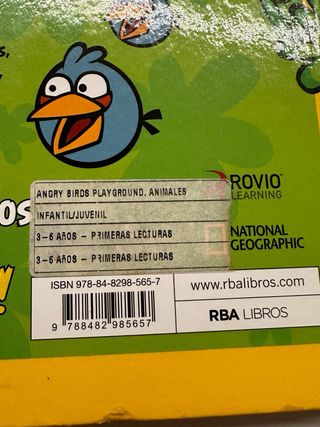 OS
!
ANGRY BIRDS PLAYGROUND. ANIMALES
INFANTIL/JUVENIL
3-6 AÑOS - PRIMERAS LECTURAS
3-6 AÑOS - PRIMERAS LECTURAS
ROVIO
LEARNING
NATIONAL
GEOGRAPHIC
ISBN 978-84-8298-565-7
9 788482 985657
www.rbalibros.com
RBA LIBROS